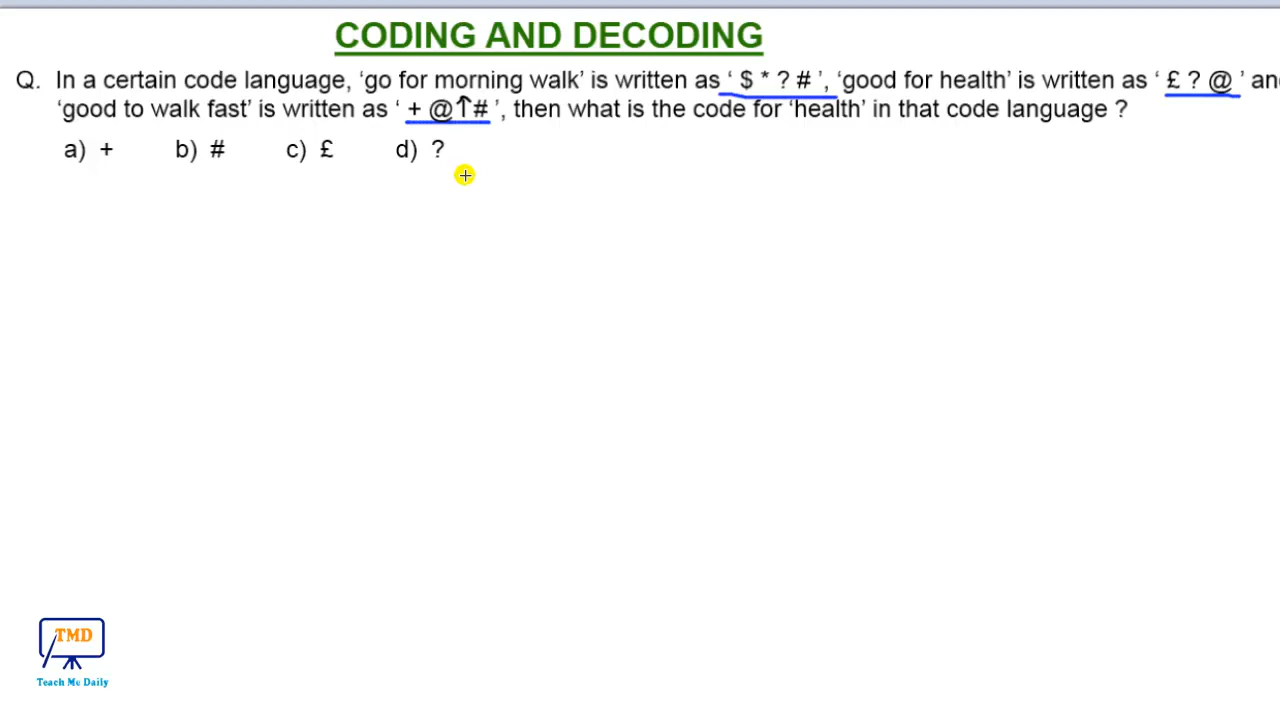 CODING AND DECODING
Q. In a certain code language, ‘go for morning walk’ is written as ‘ $ * ? # ’, ‘good for health’ is written as ‘ £ ? @ ’ an
‘good to walk fast’ is written as ‘ + @↑# ’, then what is the code for ‘health’ in that code language ?
a) + b) # c) £ d) ?
TMD
Teach Me Daily